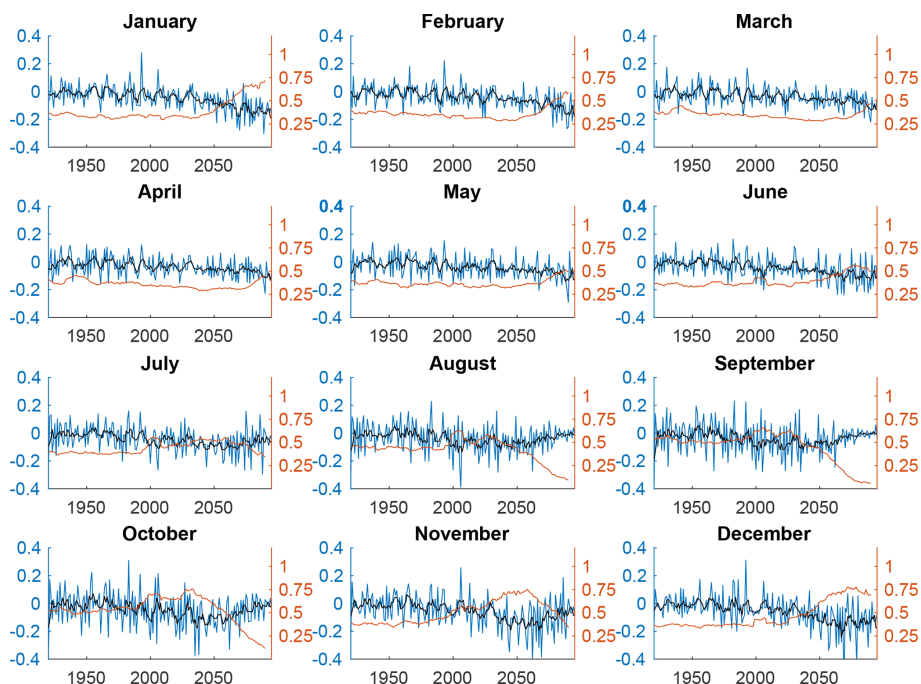 January February March
0.4 1 0.4 1 0.4 1
0.2 0.75 0.2 0.75 0.2 0.75
0 0.5 0 0.5 0 0.5
-0.2 0.25 -0.2 0.25 -0.2 0.25
-0.4 -0.4 -0.4
1950 2000 2050 1950 2000 2050 1950 2000 2050
April May June
0.4 1 0.4 1 0.4 1
0.2 0.75 0.2 0.75 0.2 0.75
0 0.5 0 0.5 0 0.5
-0.2 0.25 -0.2 0.25 -0.2 0.25
-0.4 -0.4 -0.4
1950 2000 2050 1950 2000 2050 1950 2000 2050
July August September
0.4 1 0.4 1 0.4 1
0.2 0.75 0.2 0.75 0.2 0.75
0 0.5 0 0.5 0 0.5
-0.2 0.25 -0.2 0.25 -0.2 0.25
-0.4 -0.4 -0.4
1950 2000 2050 1950 2000 2050 1950 2000 2050
October November December
0.4 1 0.4 1 0.4 1
0.2 0.75 0.2 0.75 0.2 0.75
0 0.5 0 0.5 0 0.5
-0.2 0.25 -0.2 0.25 -0.2 0.25
-0.4 -0.4 -0.4
1950 2000 2050 1950 2000 2050 1950 2000 2050